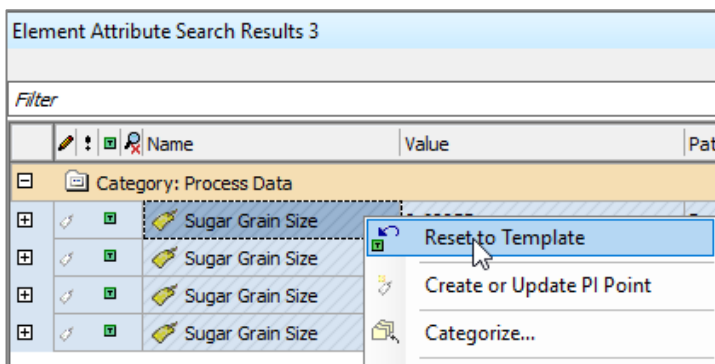 Element Attribute Search Results 3
Filter
Name Value Pat
Category: Process Data
Sugar Grain Size
Reset to Template
Sugar Grain Size
Create or Update PI Point
Sugar Grain Size
Sugar Grain Size
Categorize...